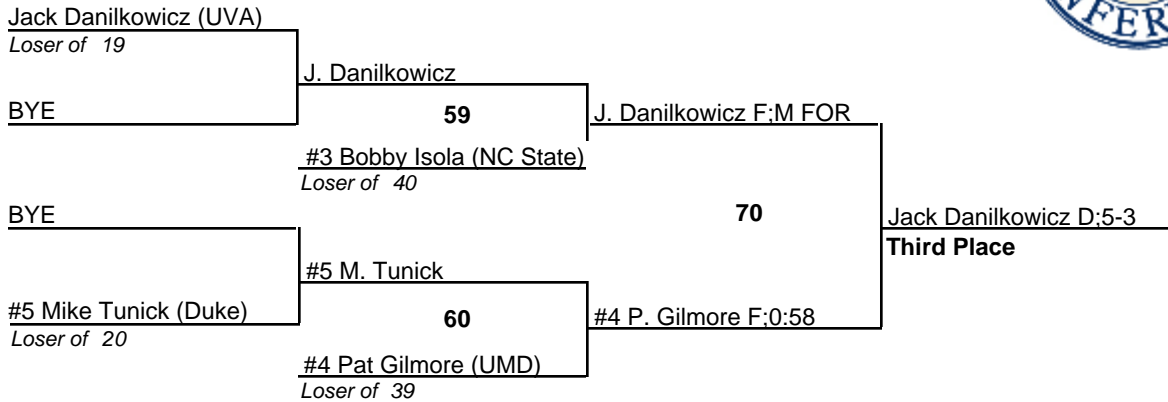 Jack Danilkowicz (UVA)
Loser of 19
J. Danilkowicz
BYE
59
J. Danilkowicz F;M FOR
#3 Bobby Isola (NC State)
Loser of 40
BYE
70
Jack Danilkowicz D;5-3
Third Place
#5 M. Tunick
#5 Mike Tunick (Duke)
Loser of 20
60
#4 P. Gilmore F;0:58
#4 Pat Gilmore (UMD)
Loser of 39